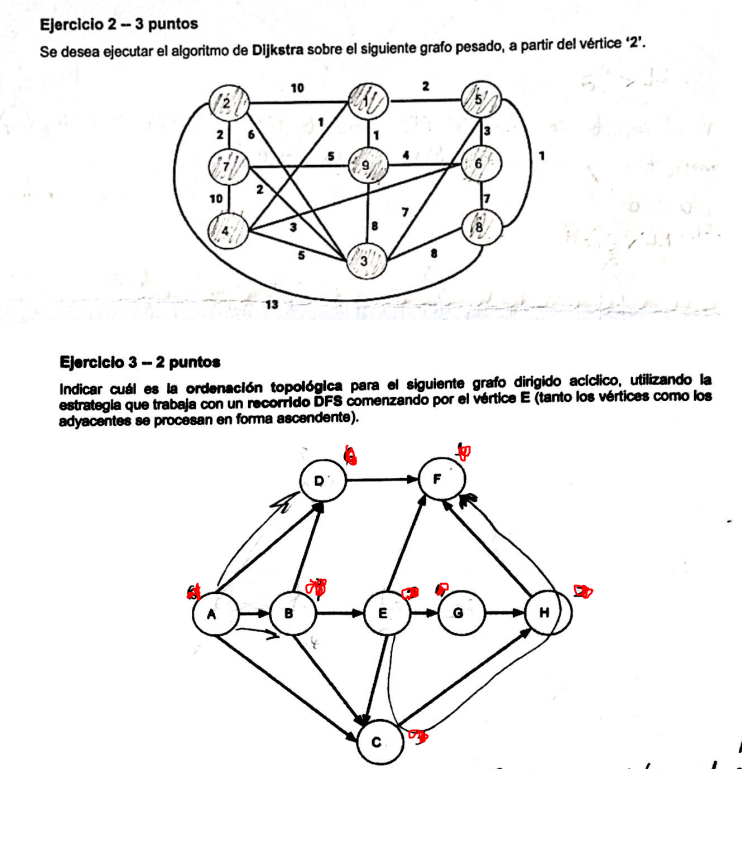 Ejercicio 2 – 3 puntos
Se desea ejecutar el algoritmo de Dijkstra sobre el siguiente grafo pesado, a partir del vértice ‘2’.
10 2
2 5
1
2 6 1 3 1
5 4
7 9 6
2
10 7 7
3 8
4 8
5 3 8
13
Ejercicio 3 – 2 puntos
Indicar cuál es la ordenación topológica para el siguiente grafo dirigido acíclico, utilizando la
estrategia que trabaja con un recorrido DFS comenzando por el vértice E (tanto los vértices como los
adyacentes se procesan en forma ascendente).
D F
A B E G H
C